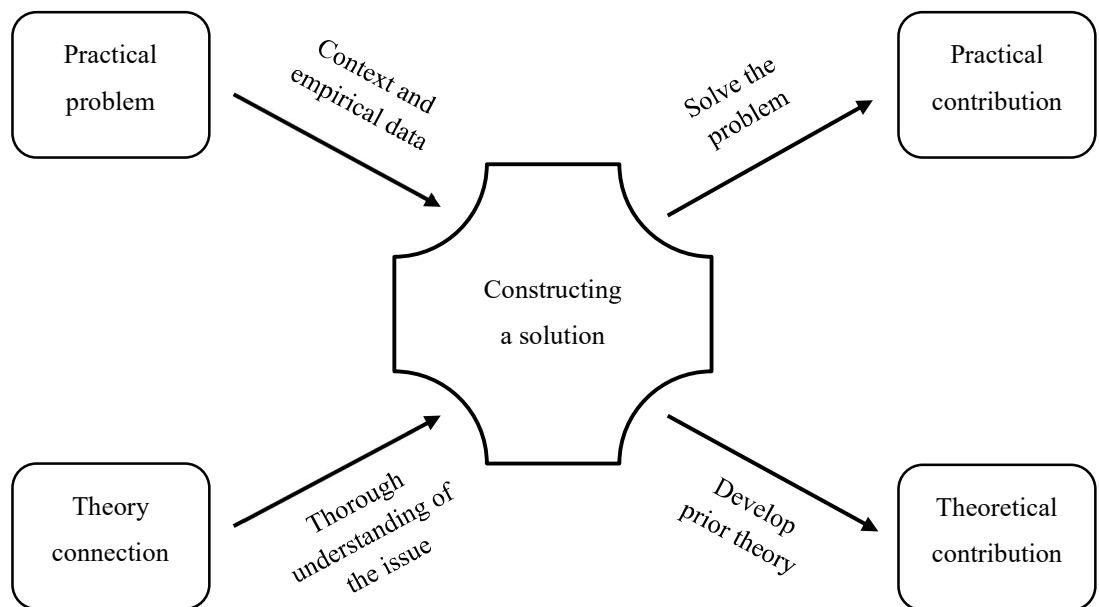 Practical
problem
Context and
empirical data
Solve the
problem
Practical
contribution
Constructing
a solution
Theory
connection
Thorough
understanding of
the issue
Develop
prior theory
Theoretical
contribution